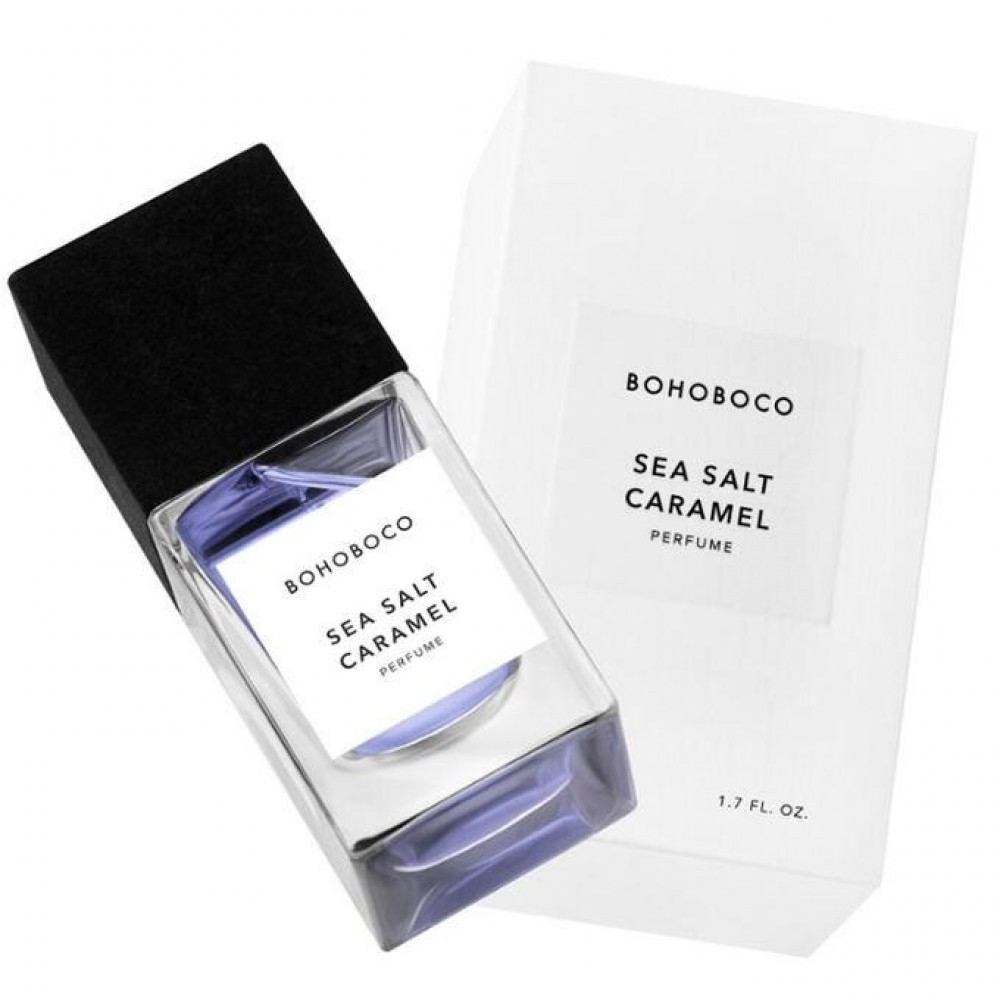 BOHOBOCO
SEA SALT
CARAMEL
PERFUME
BOHOBOCO
SEA SALT
CARAMEL
PERFUME
1.7 FL. OZ.